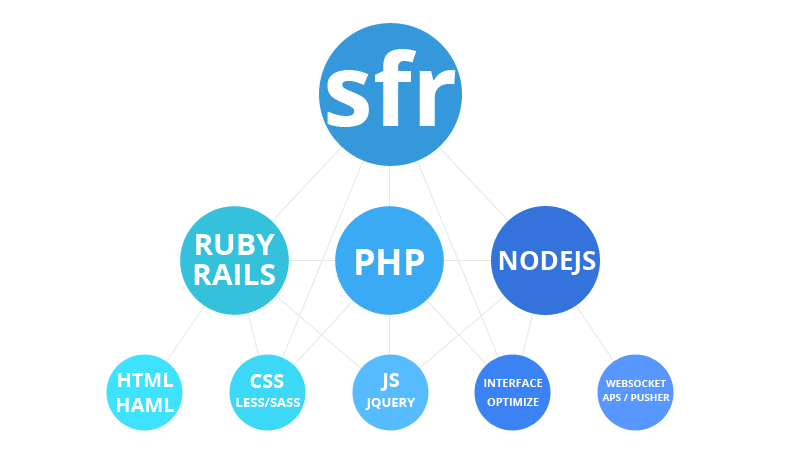 sfr
RUBY
RAILS
PHP
NODEJS
HTML
HAML
CSS
LESS/SASS
JS
JQUERY
INTERFACE
OPTIMIZE
WEBSOCKET
APS / PUSHER